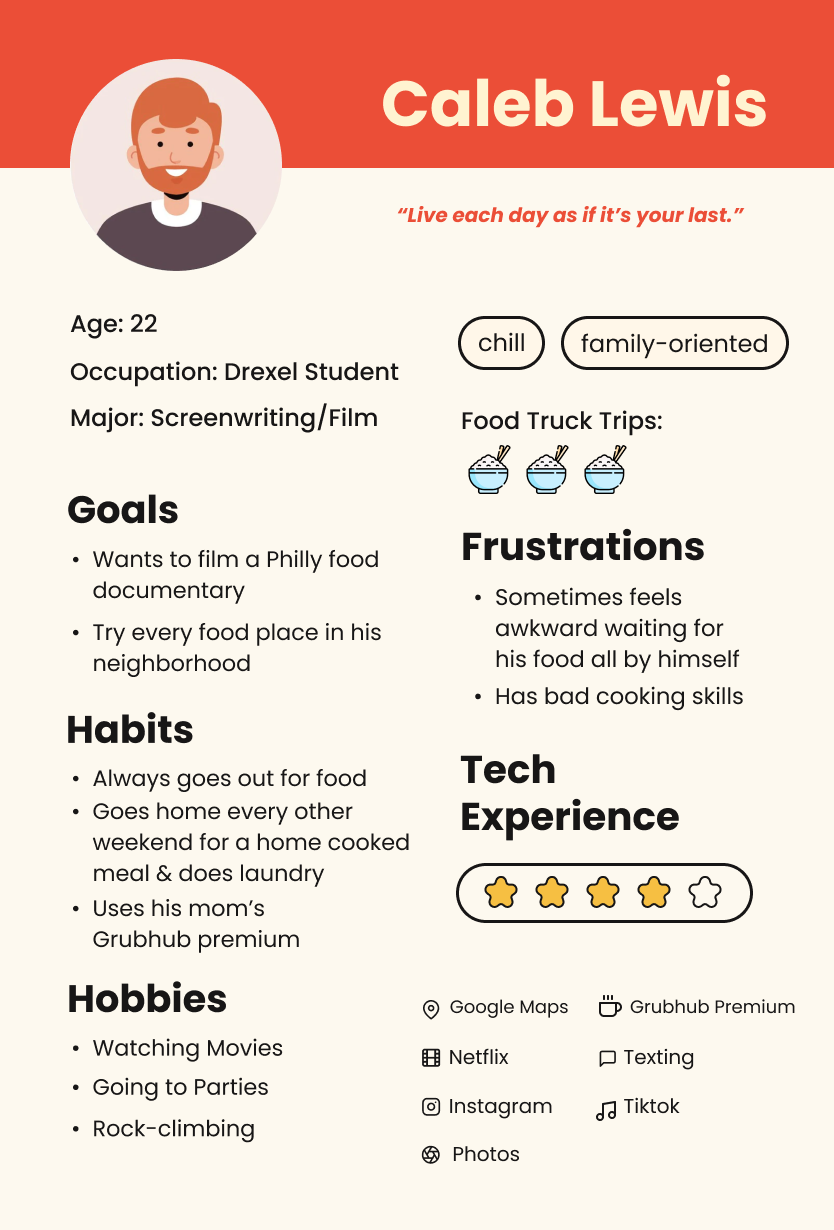 Caleb Lewis
“Live each day as if it’s your last.”
Age: 22
Occupation: Drexel Student
Major: Screenwriting/Film
Goals
• Wants to film a Philly food
documentary
• Try every food place in his
neighborhood
Habits
• Always goes out for food
• Goes home every other
weekend for a home cooked
meal & does laundry
• Uses his mom’s
Grubhub premium
Hobbies
• Watching Movies
• Going to Parties
• Rock-climbing
chill
family-oriented
Food Truck Trips:
Frustrations
• Sometimes feels
awkward waiting for
his food all by himself
• Has bad cooking skills
Tech
Experience
Google Maps
Grubhub Premium
Netflix
Texting
Instagram
Tiktok
Photos